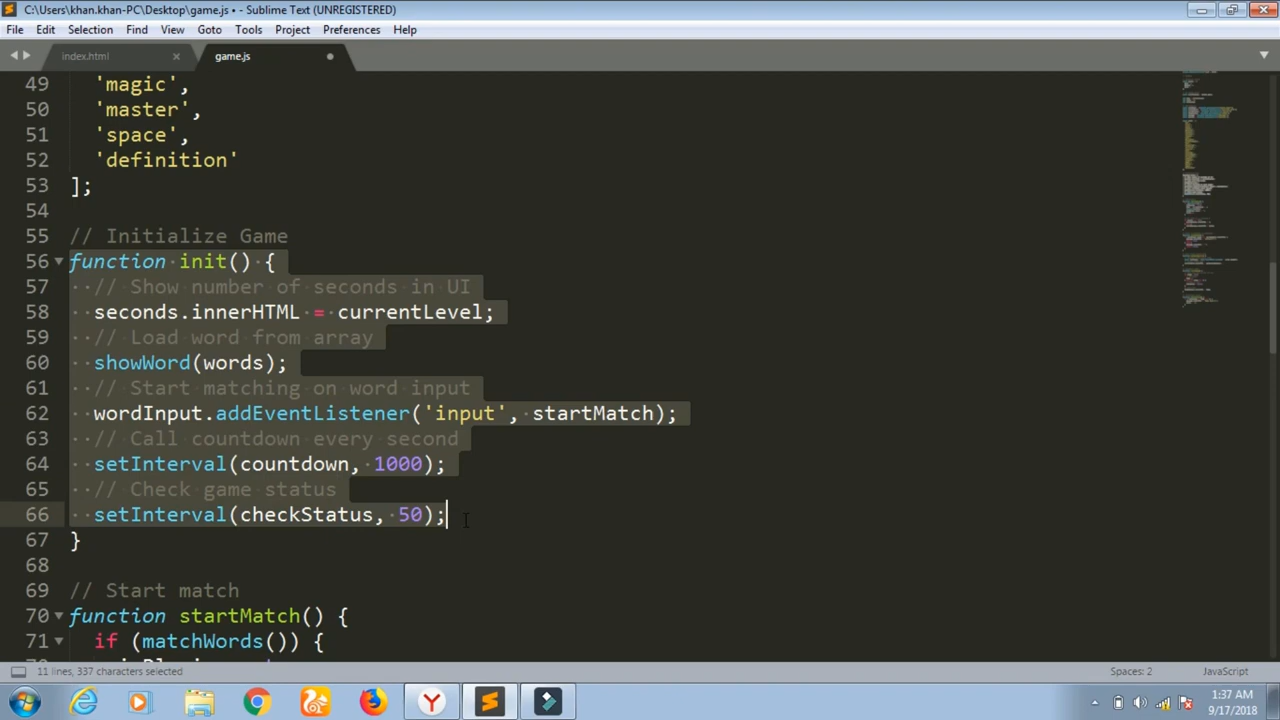 C:\Users\khan.khan-PC\Desktop\game.js • - Sublime Text (UNREGISTERED)
File Edit Selection Find View Goto Tools Project Preferences Help
index.html game.js
49 'magic',
50 'master',
51 'space',
52 'definition'
53 ];
54
55 // Initialize Game
56 function init() {
57 // Show number of seconds in UI
58 seconds.innerHTML = currentLevel;
59 // Load word from array
60 showWord(words);
61 // Start matching on word input
62 wordInput.addEventListener('input', startMatch);
63 // Call countdown every second
64 setInterval(countdown, 1000);
65 // Check game status
66 setInterval(checkStatus, 50);
67 }
68
69 // Start match
70 function startMatch() {
71 if (matchWords()) {
11 lines, 337 characters selected Spaces: 2 JavaScript
1:37 AM
9/17/2018